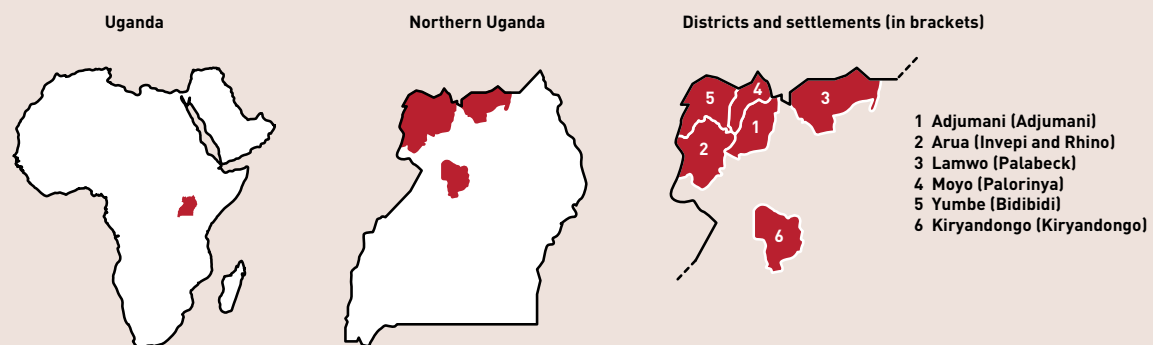 Uganda
Northern Uganda
Districts and settlements (in brackets)
5
4
3
1
2
6
1 Adjumani (Adjumani)
2 Arua (Invepi and Rhino)
3 Lamwo (Palabeck)
4 Moyo (Palorinya)
5 Yumbe (Bidibidi)
6 Kiryandongo (Kiryandongo)